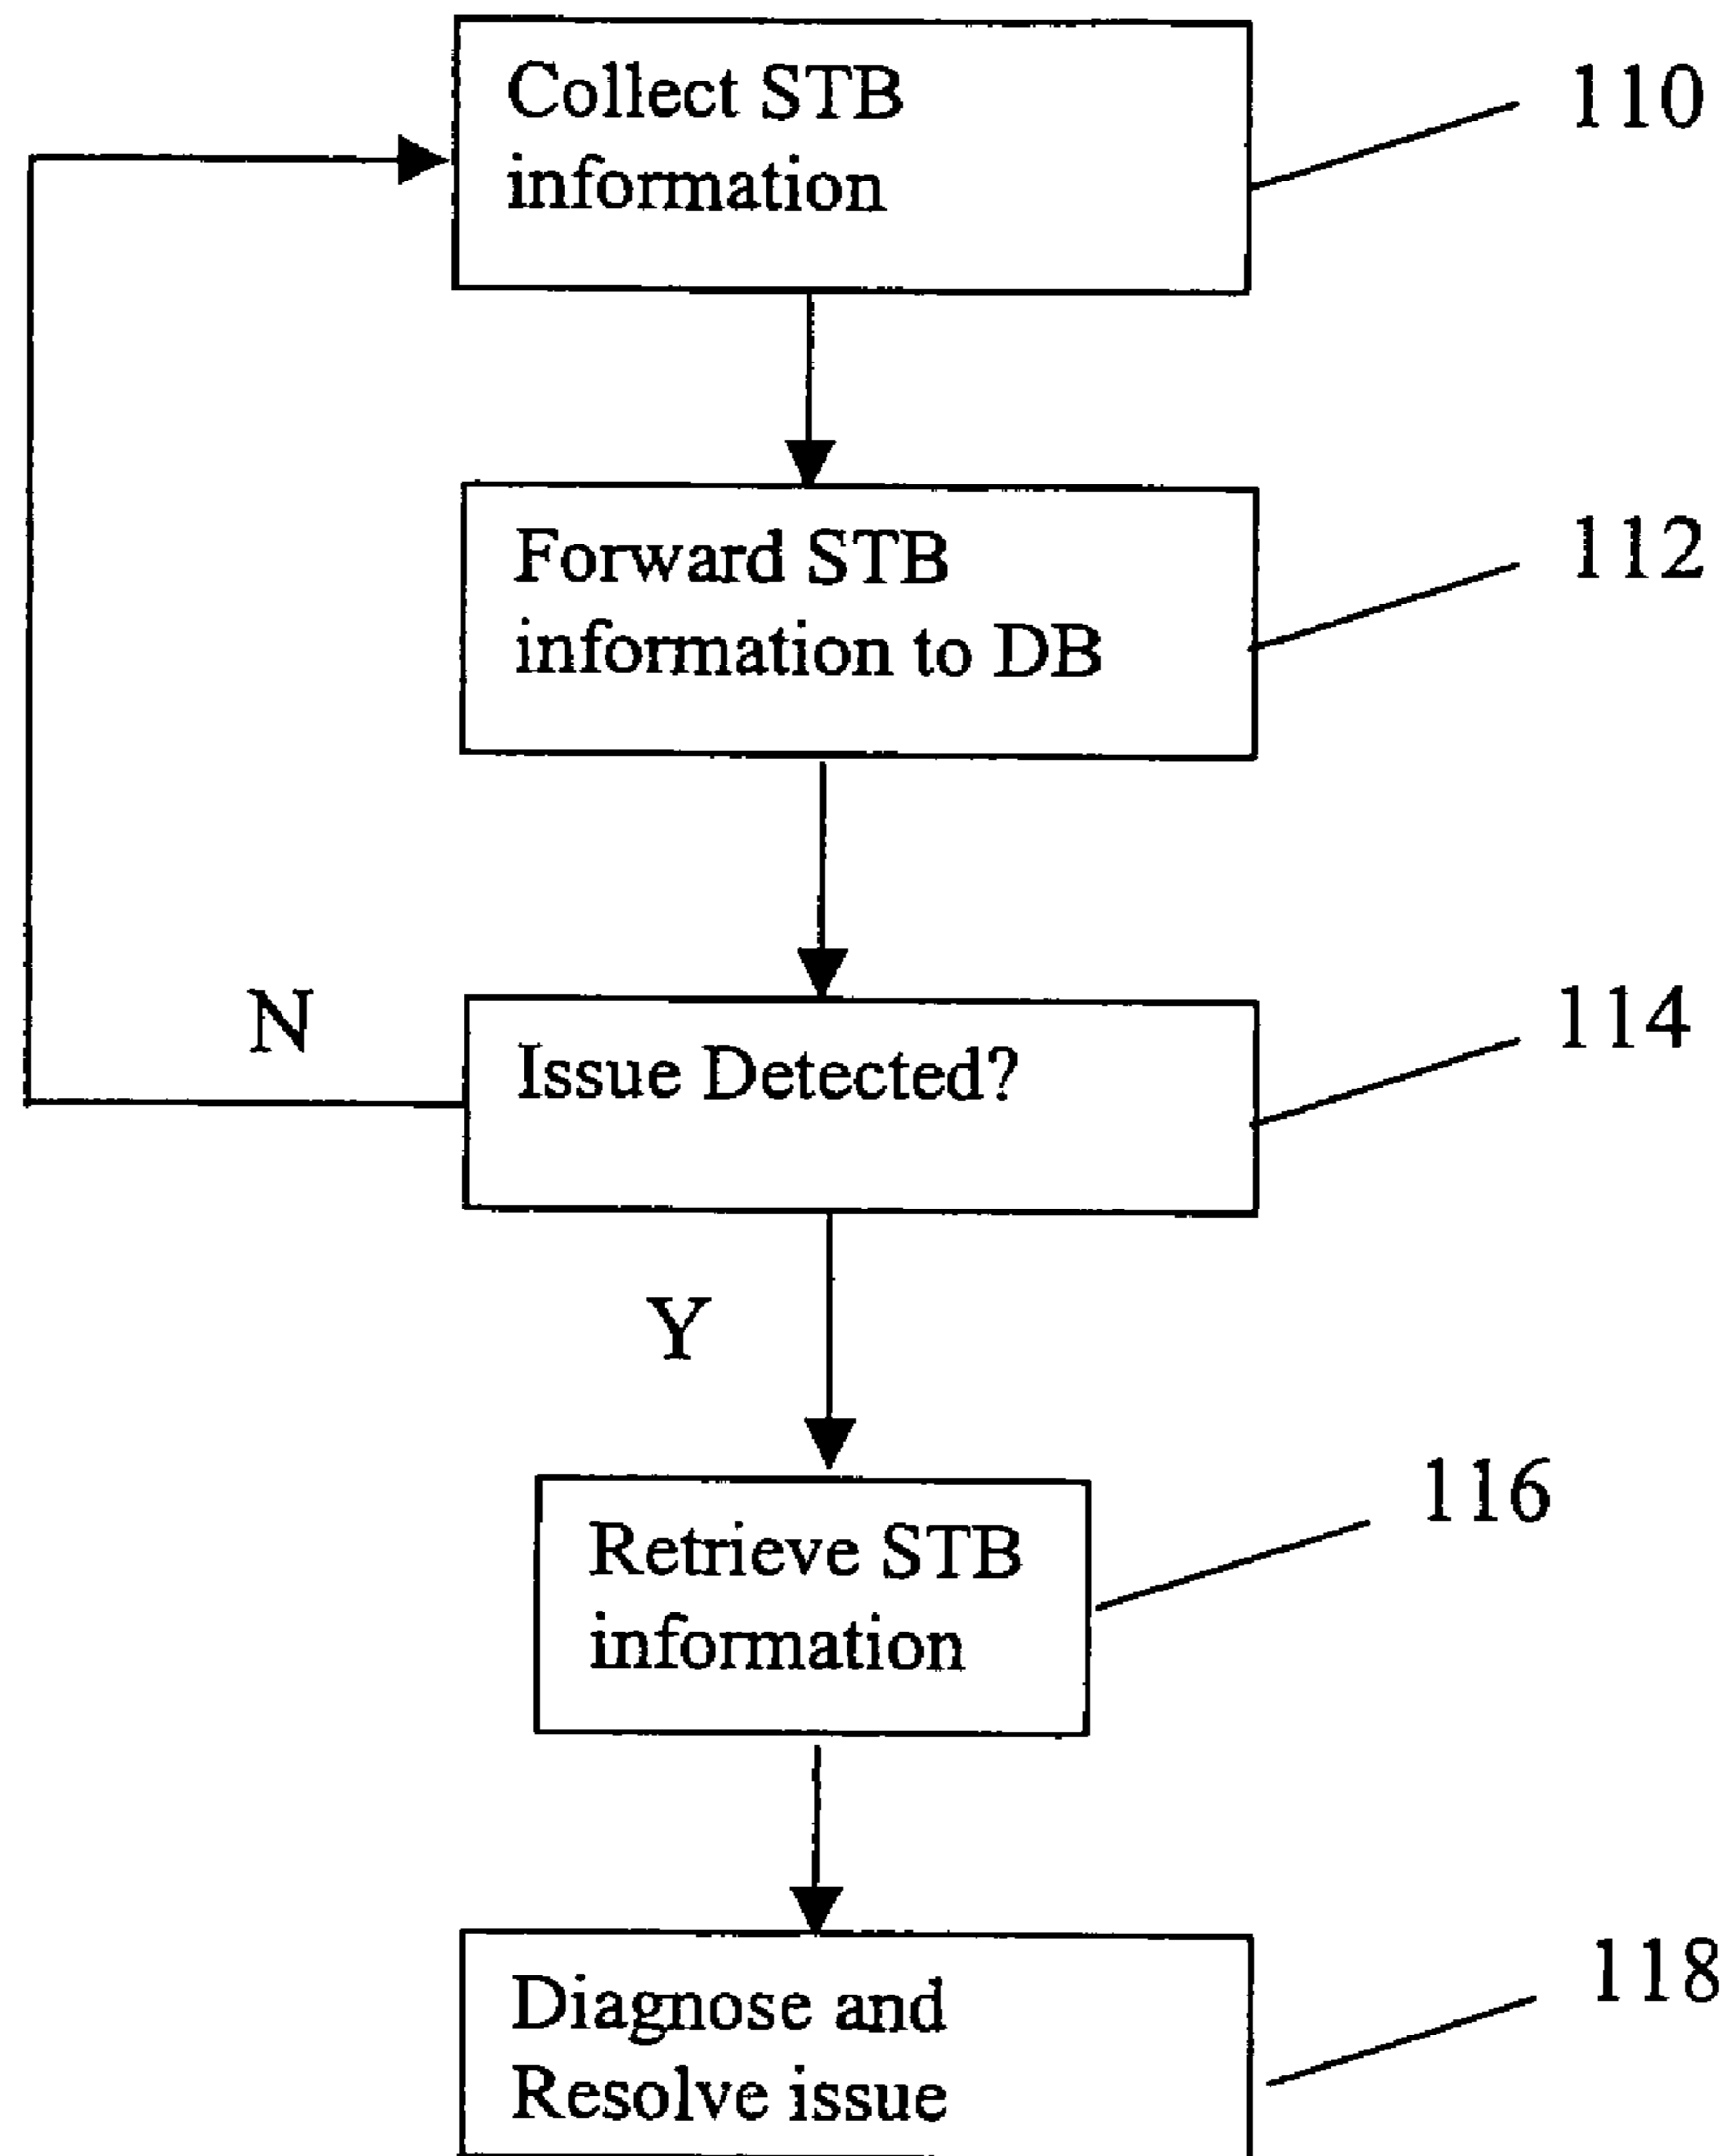 Collect STB
information
110
Forward STB
information to DB
112
N
Issue Detected?
114
Y
Retrieve STB
information
116
Diagnose and
Resolve issue
118